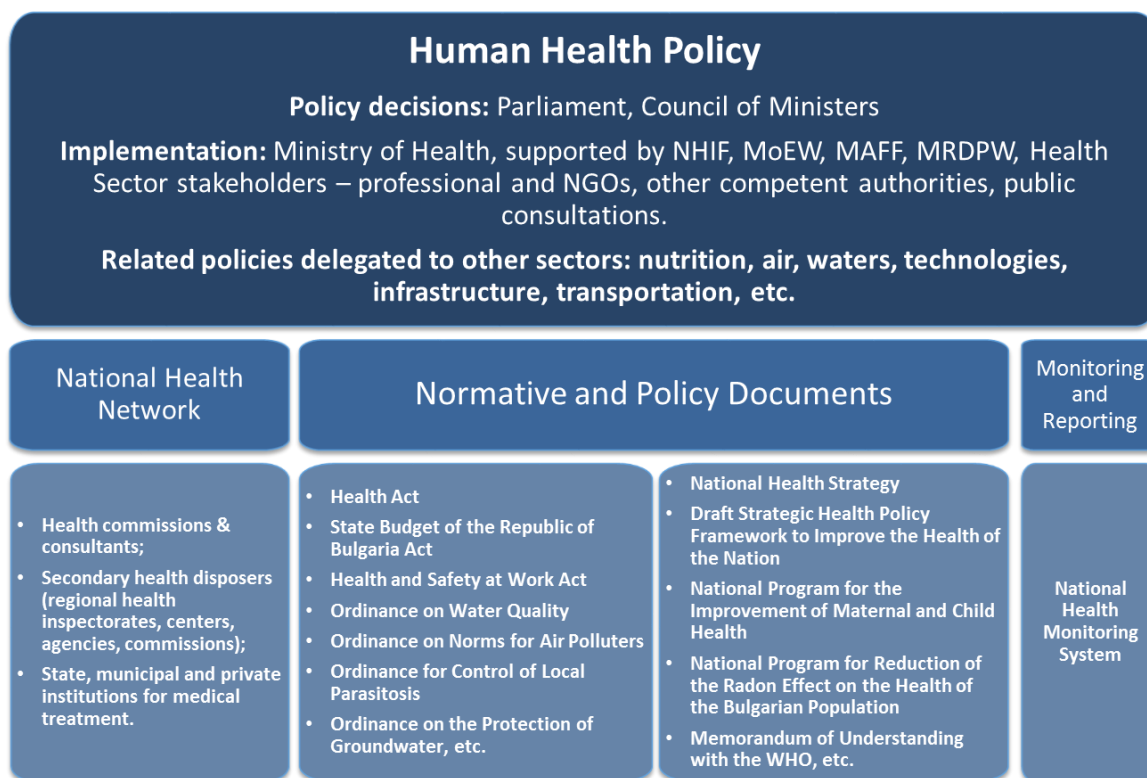 Human Health Policy
Policy decisions: Parliament, Council of Ministers
Implementation: Ministry of Health, supported by NHIF, MoEW, MAFF, MRDPW, Health
Sector stakeholders – professional and NGOs, other competent authorities, public
consultations.
Related policies delegated to other sectors: nutrition, air, waters, technologies,
infrastructure, transportation, etc.
National Health
Network
Normative and Policy Documents
Monitoring
and
Reporting
• Health commissions &
consultants;
• Secondary health disposers
(regional health
inspectorates, centers,
agencies, commissions);
• State, municipal and private
institutions for medical
treatment.
• Health Act
• State Budget of the Republic of
Bulgaria Act
• Health and Safety at Work Act
• Ordinance on Water Quality
• Ordinance on Norms for Air Polluters
• Ordinance for Control of Local
Parasitosis
• Ordinance on the Protection of
Groundwater, etc.
• National Health Strategy
• Draft Strategic Health Policy
Framework to Improve the Health of
the Nation
• National Program for the
Improvement of Maternal and Child
Health
• National Program for Reduction of
the Radon Effect on the Health of
the Bulgarian Population
• Memorandum of Understanding
with the WHO, etc.
National
Health
Monitoring
System